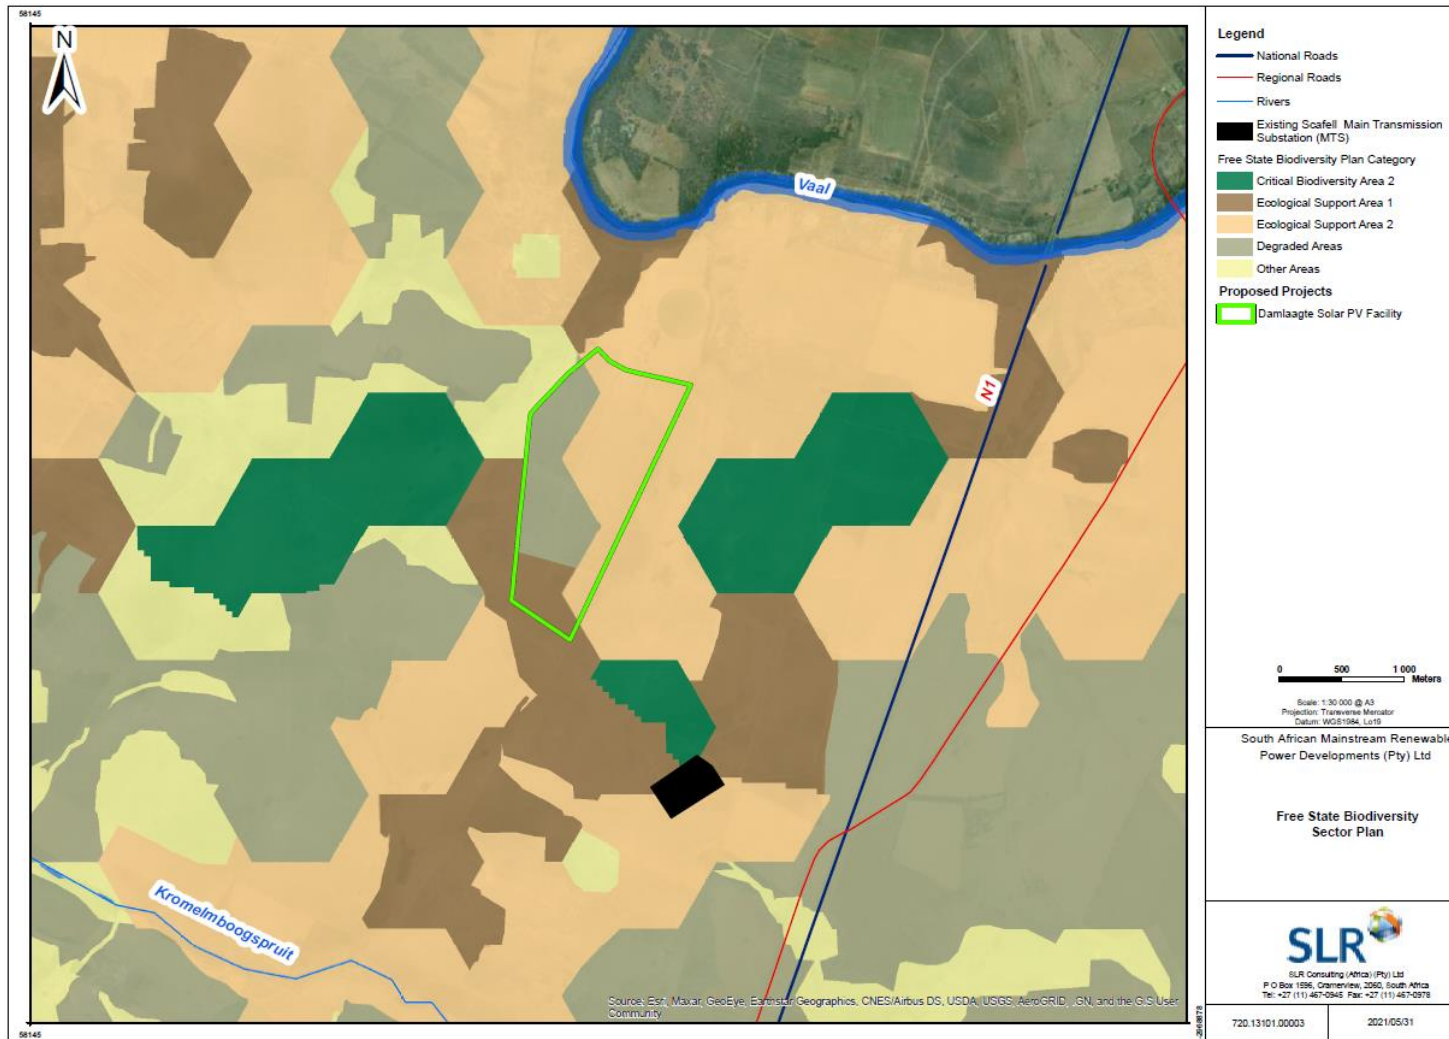 58145
N
Vaal
N1
Kromelmboogspruit
Source: Esri, Maxar, GeoEye, Earthstar Geographics, CNES/Airbus DS, USDA, USGS, AeroGRID, IGN, and the GIS User
Community
58145
Legend
National Roads
Regional Roads
Rivers
Existing Scafell Main Transmission
Substation (MTS)
Free State Biodiversity Plan Category
Critical Biodiversity Area 2
Ecological Support Area 1
Ecological Support Area 2
Degraded Areas
Other Areas
Proposed Projects
Damlaagte Solar PV Facility
0 500 1 000
Meters
Scale: 1:30 000 @ A3
Projection: Transverse Mercator
Datum: WGS1984, Lo19
South African Mainstream Renewable
Power Developments (Pty) Ltd
Free State Biodiversity
Sector Plan
SLR
SLR Consulting (Africa) (Pty) Ltd
P O Box 1596, Cramerview, 2060, South Africa
Tel: +27 (11) 467-0945 Fax: +27 (11) 467-0978
720.13101.00003
2021/05/31